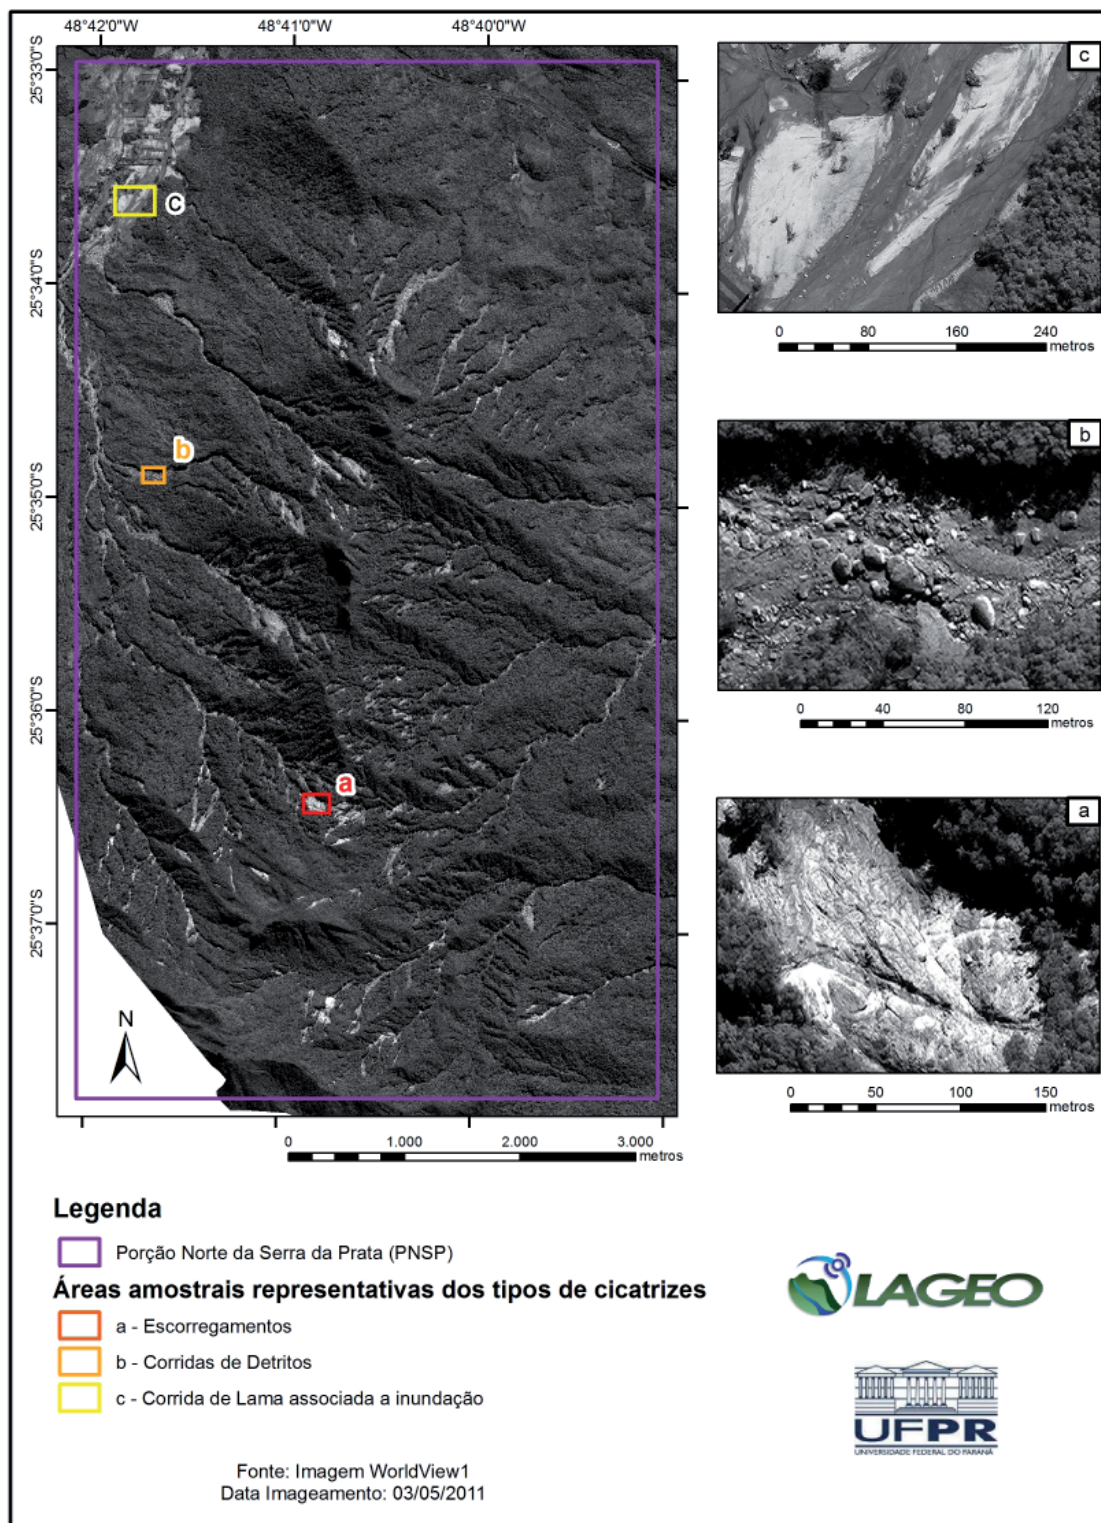 48°42'0"W 48°41'0"W 48°40'0"W
25°33'0"S
25°34'0"S
25°35'0"S
25°36'0"S
25°37'0"S
c
b
a
N
0 1.000 2.000 3.000
metros
c
0 80 160 240
metros
b
0 40 80 120
metros
a
0 50 100 150
metros
Legenda
Porção Norte da Serra da Prata (PNSP)
Áreas amostrais representativas dos tipos de cicatrizes
a - Escorregamentos
b - Corridas de Detritos
c - Corrida de Lama associada a inundação
LAGEO
UFPR
UNIVERSIDADE FEDERAL DO PARANÁ
Fonte: Imagem WorldView1
Data Imageamento: 03/05/2011